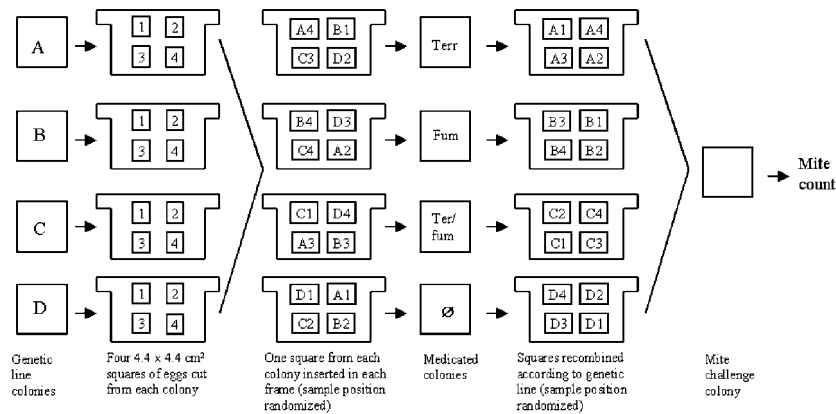 A
1 2
3 4
A4 B1
C3 D2
Terr
A1 A4
A3 A2
B
1 2
3 4
B4 D3
C4 A2
Fum
B3 B1
B4 B2
Mite
count
C
1 2
3 4
C1 D4
A3 B3
Ter/
fum
C2 C4
C1 C3
D
1 2
3 4
D1 A1
C2 B2
Ø
D4 D2
D3 D1
Genetic
line
colonies
Four 4.4 x 4.4 cm²
squares of eggs cut
from each colony
One square from each
colony inserted in each
frame (sample position
randomized)
Medicated
colonies
Squares recombined
according to genetic
line (sample position
randomized)
Mite
challenge
colony